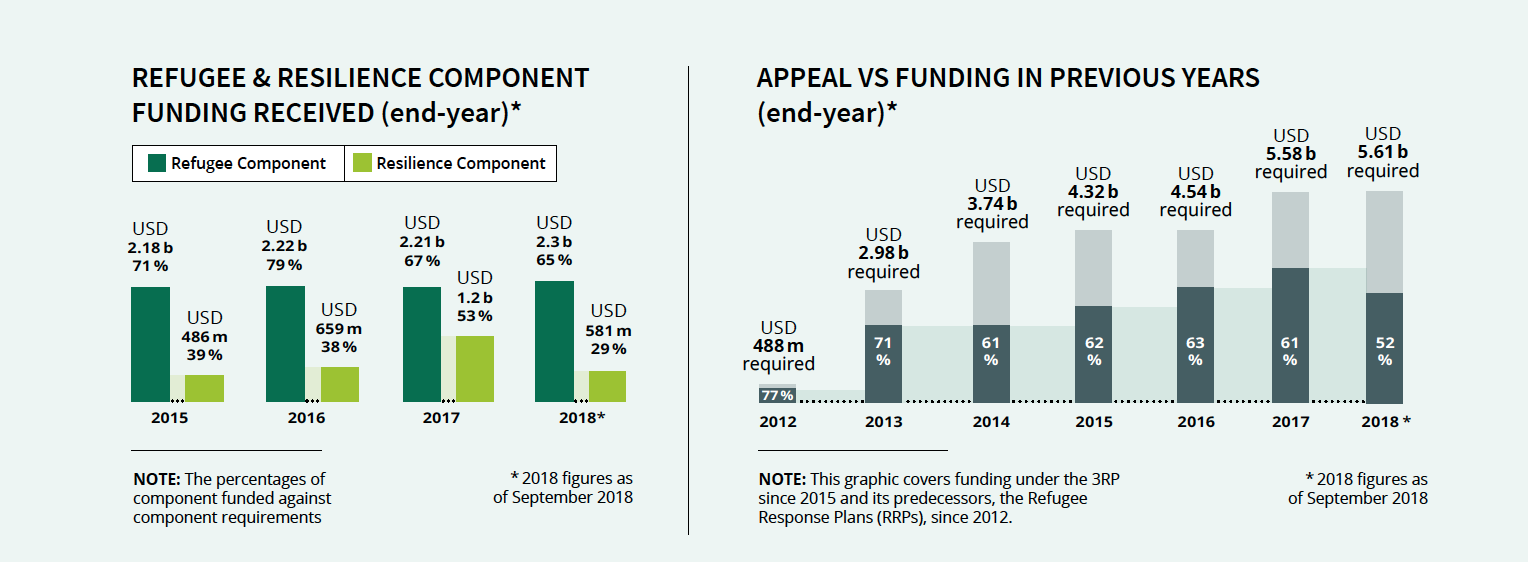 REFUGEE & RESILIENCE COMPONENT
FUNDING RECEIVED (end-year)*
Refugee Component
Resilience Component
USD
2.18 b
71 %
USD
486 m
39 %
2015
USD
2.22 b
79 %
USD
659 m
38 %
2016
USD
2.21 b
67 %
USD
1.2 b
53 %
2017
USD
2.3 b
65 %
USD
581 m
29 %
2018*
NOTE: The percentages of
component funded against
component requirements
* 2018 figures as
of September 2018
APPEAL VS FUNDING IN PREVIOUS YEARS
(end-year)*
USD
488 m
required
77 %
2012
USD
2.98 b
required
71
%
2013
USD
3.74 b
required
61
%
2014
USD
4.32 b
required
62
%
2015
USD
4.54 b
required
63
%
2016
USD
5.58 b
required
61
%
2017
USD
5.61 b
required
52
%
2018 *
NOTE: This graphic covers funding under the 3RP
since 2015 and its predecessors, the Refugee
Response Plans (RRPs), since 2012.
* 2018 figures as
of September 2018